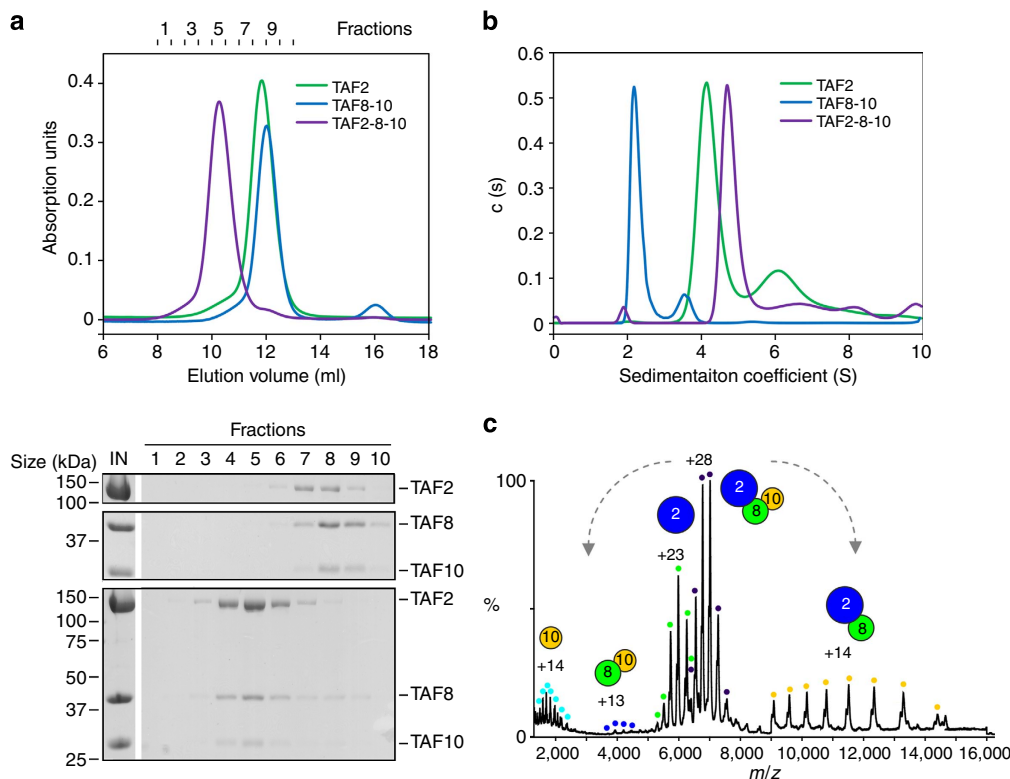 a
1 3 5 7 9 Fractions
Absorption units
0.4
0.3
0.2
0.1
0
TAF2
TAF8-10
TAF2-8-10
6 8 10 12 14 16 18
Elution volume (ml)
Fractions
Size (kDa) IN 1 2 3 4 5 6 7 8 9 10
150
100
TAF2
37
TAF8
TAF10
150
100
75
50
37
25
TAF2
TAF8
TAF10
b
c (s)
0.6
0.5
0.4
0.3
0.2
0.1
0
TAF2
TAF8-10
TAF2-8-10
0 2 4 6 8 10
Sedimentaiton coefficient (S)
c
100
%
0
+28
2
2
8
10
+23
10
+14
8
10
+13
2
8
+14
2,000 4,000 6,000 8,000 10,000 12,000 14,000 16,000
m/z